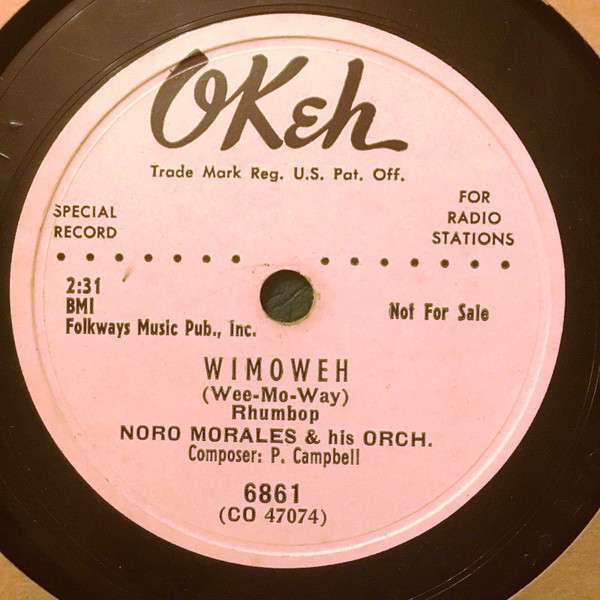 OKeh
Trade Mark Reg. U.S. Pat. Off.
SPECIAL
RECORD
FOR
RADIO
STATIONS
2:31
BMI
Folkways Music Pub., Inc.
Not For Sale
WIMOWEH
(Wee-Mo-Way)
Rhumbop
NORO MORALES & his ORCH.
Composer: P. Campbell
6861
(CO 47074)